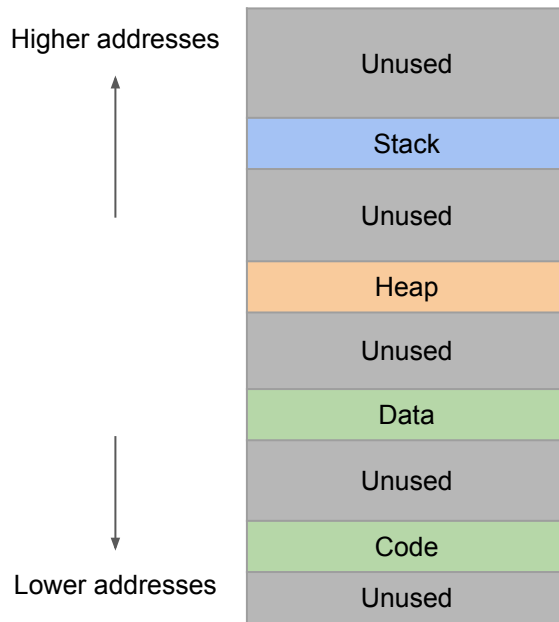 Higher addresses
Unused
Stack
Unused
Heap
Unused
Data
Unused
Code
Lower addresses
Unused